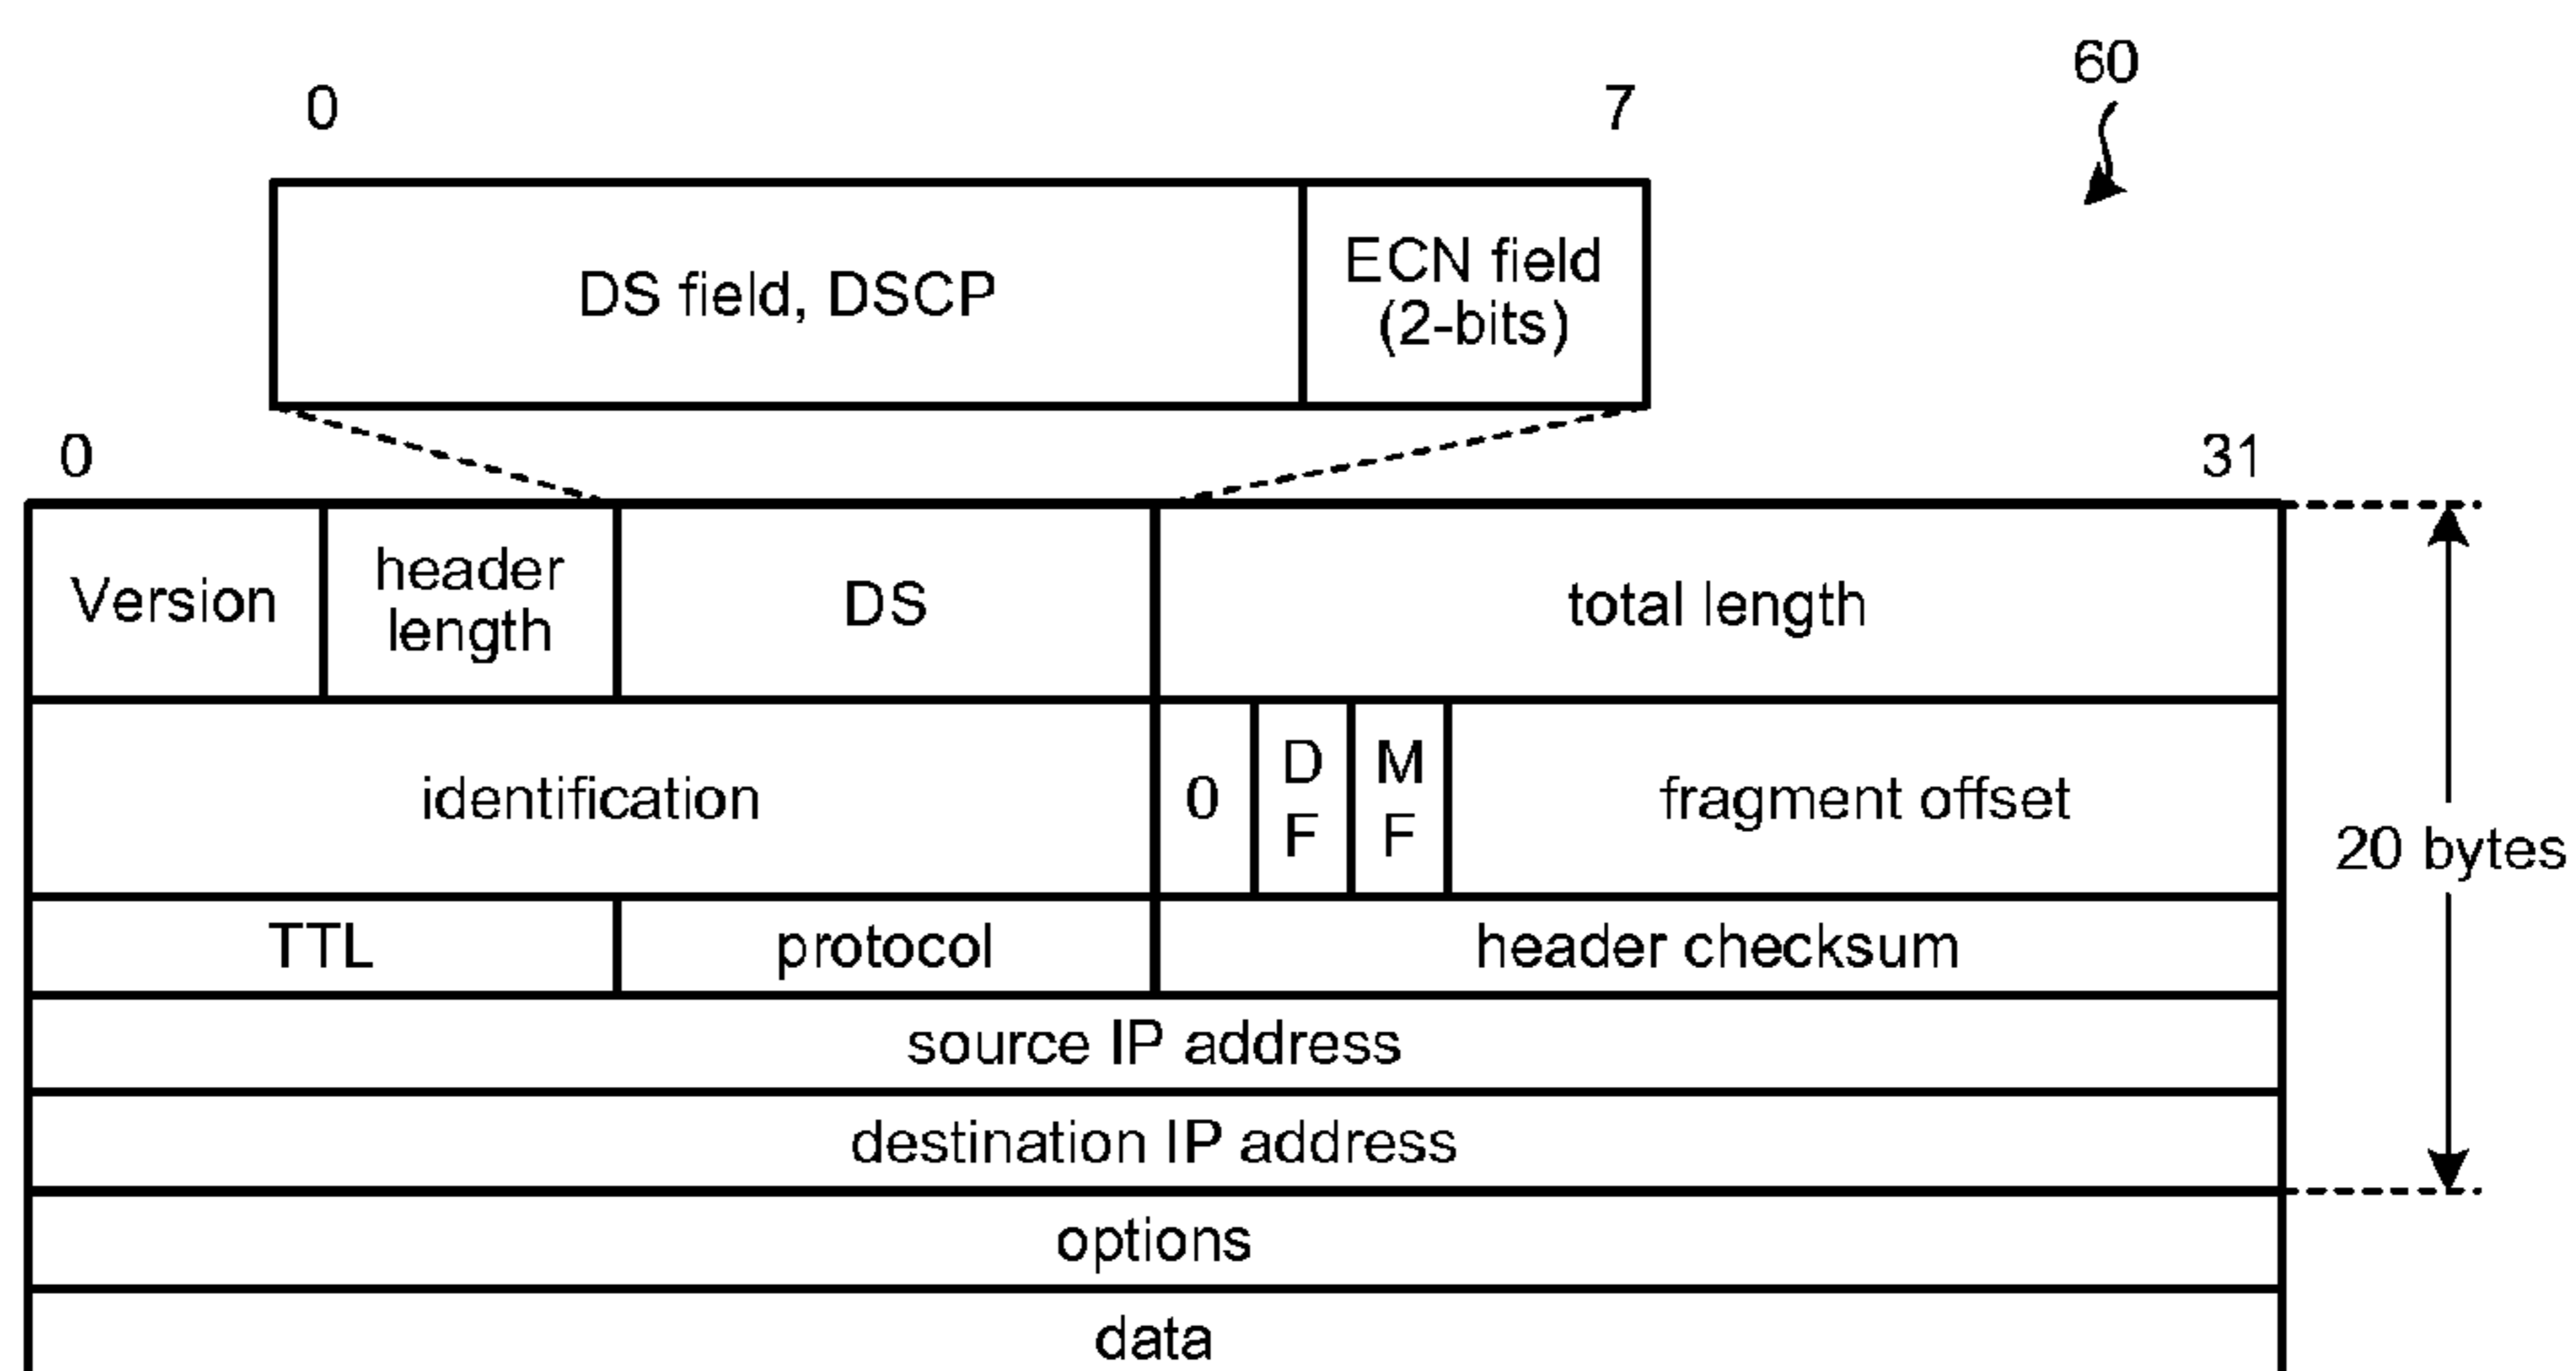 60
0
7
DS field, DSCP
ECN field
(2-bits)
0
31
Version
header
length
DS
total length
identification
0
D
F
M
F
fragment offset
20 bytes
TTL
protocol
header checksum
source IP address
destination IP address
options
data